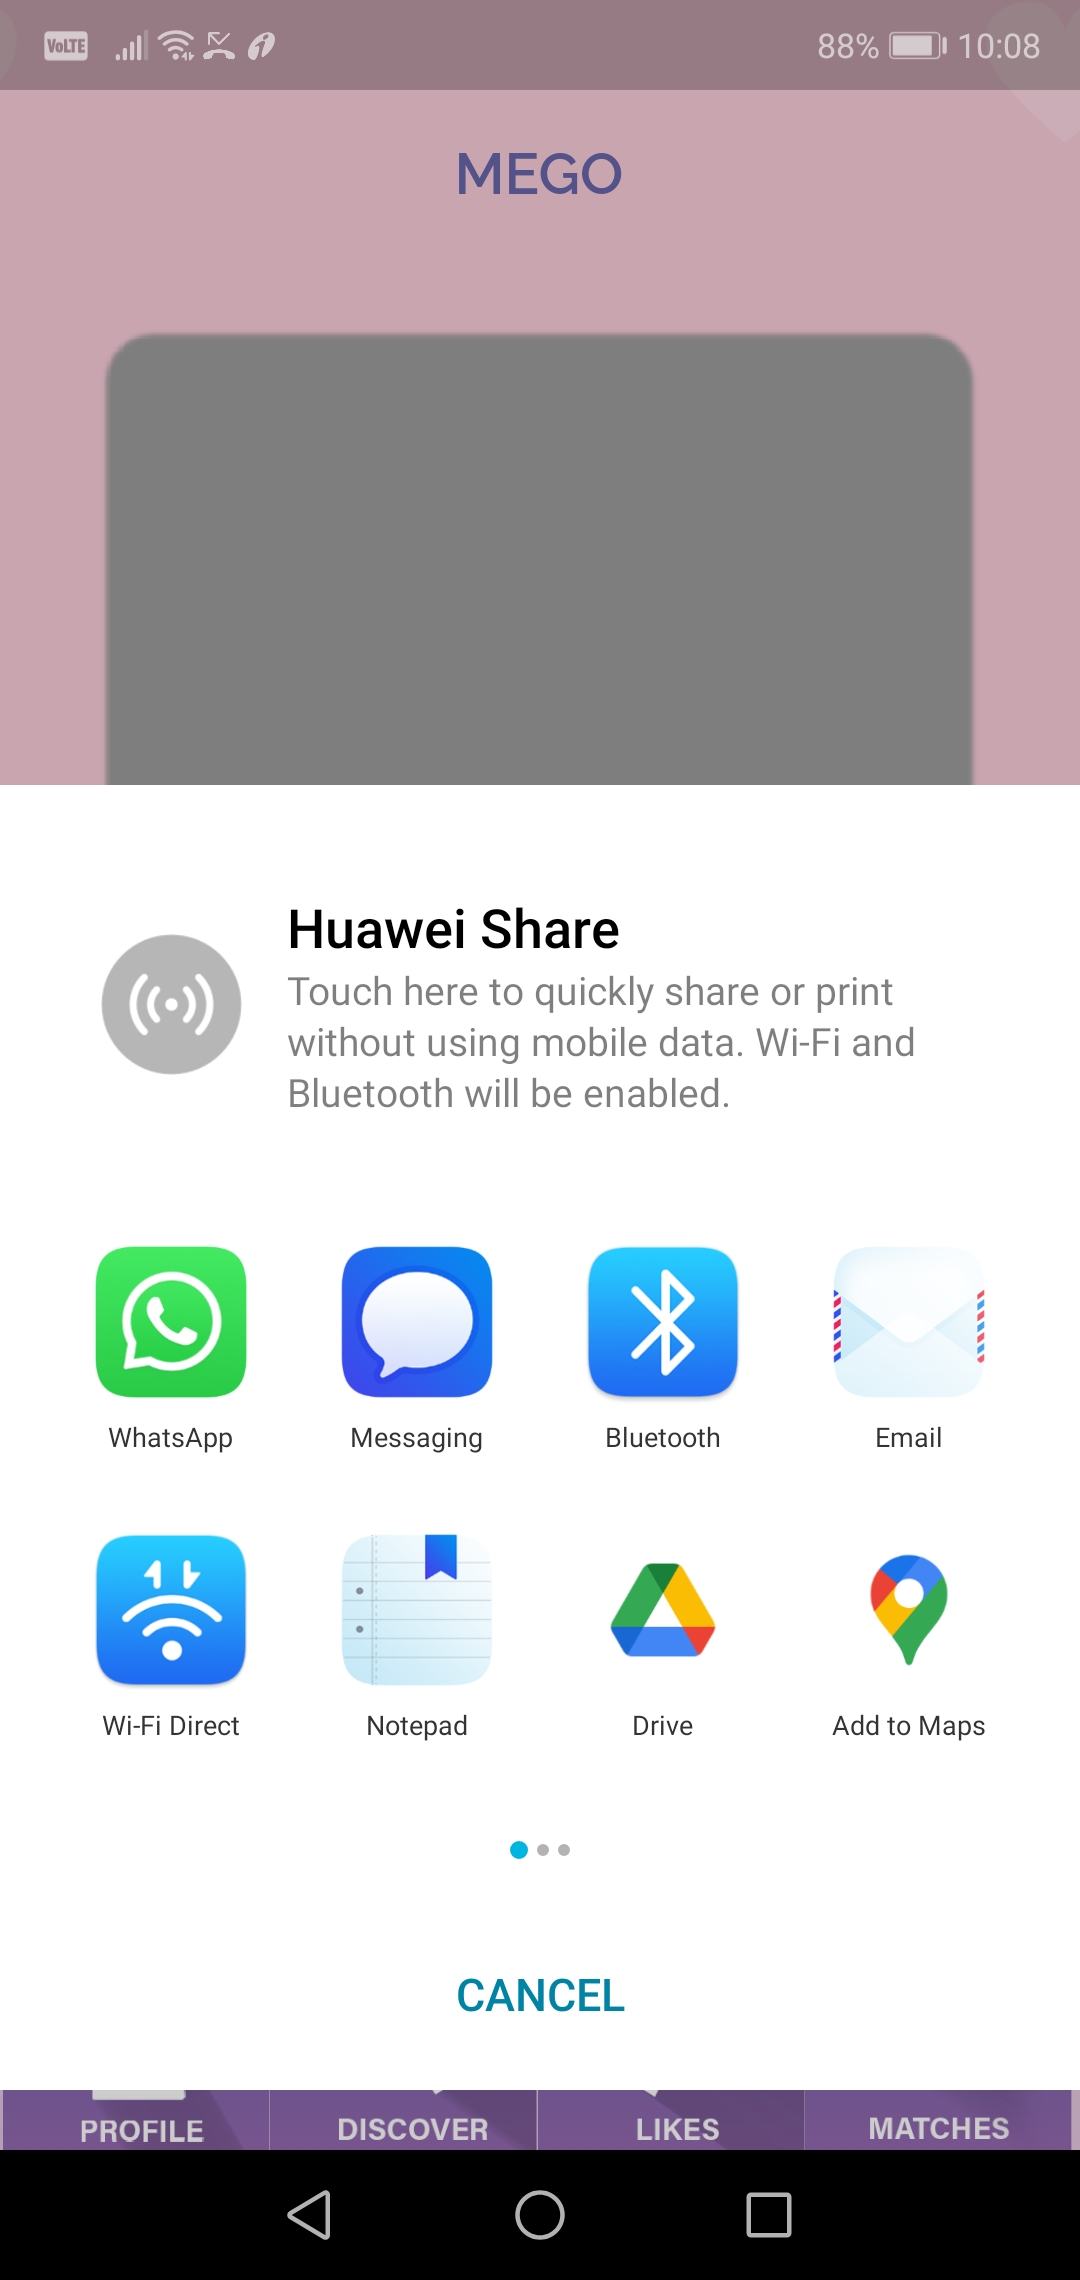 VoLTE 88% 10:08
MEGO
Huawei Share
Touch here to quickly share or print
without using mobile data. Wi-Fi and
Bluetooth will be enabled.
WhatsApp Messaging Bluetooth Email
Wi-Fi Direct Notepad Drive Add to Maps
CANCEL
PROFILE DISCOVER LIKES MATCHES